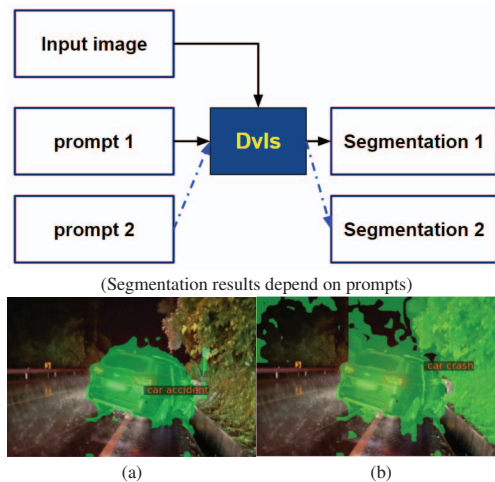 Input image
prompt 1
Dvls
Segmentation 1
prompt 2
Segmentation 2
(Segmentation results depend on prompts)
car accident
car crash
(a)
(b)